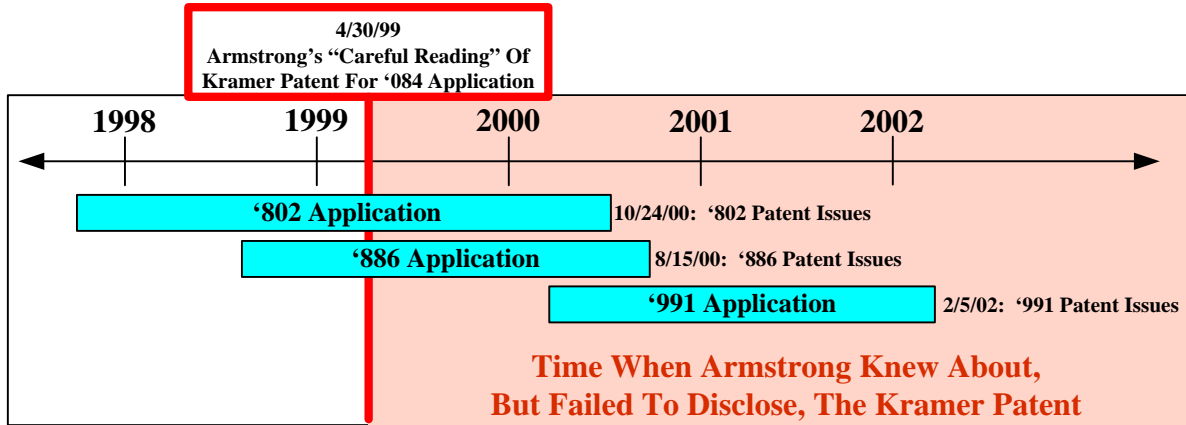 4/30/99
Armstrong’s “Careful Reading” Of
Kramer Patent For ‘084 Application
1998 1999 2000 2001 2002
‘802 Application 10/24/00: ‘802 Patent Issues
‘886 Application 8/15/00: ‘886 Patent Issues
‘991 Application 2/5/02: ‘991 Patent Issues
Time When Armstrong Knew About,
But Failed To Disclose, The Kramer Patent